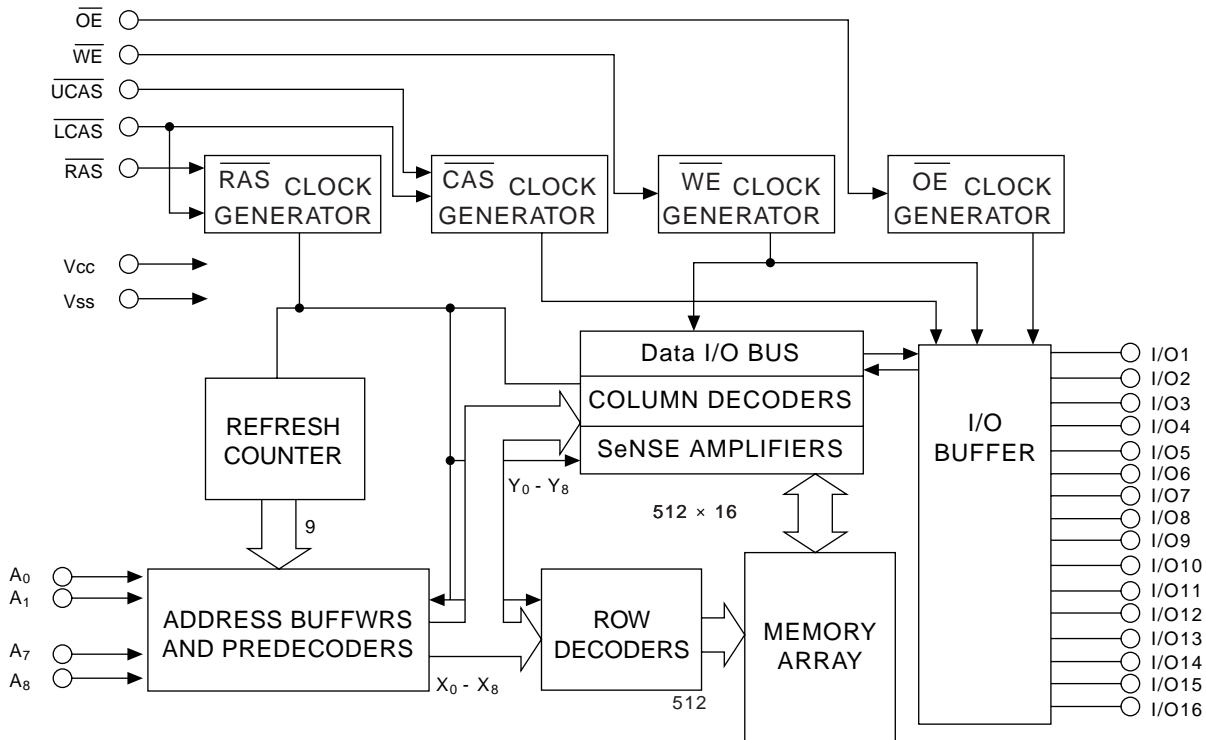 OE
WE
UCAS
LCAS
RAS
RAS CLOCK
GENERATOR
CAS CLOCK
GENERATOR
WE CLOCK
GENERATOR
OE CLOCK
GENERATOR
Vcc
Vss
Data I/O BUS
COLUMN DECODERS
SeNSE AMPLIFIERS
REFRESH
COUNTER
9
Y0 - Y8
512 × 16
I/O
BUFFER
I/O1
I/O2
I/O3
I/O4
I/O5
I/O6
I/O7
I/O8
I/O9
I/O10
I/O11
I/O12
I/O13
I/O14
I/O15
I/O16
A0
A1
A7
A8
ADDRESS BUFFWRS
AND PREDECODERS
X0 - X8
ROW
DECODERS
512
MEMORY
ARRAY